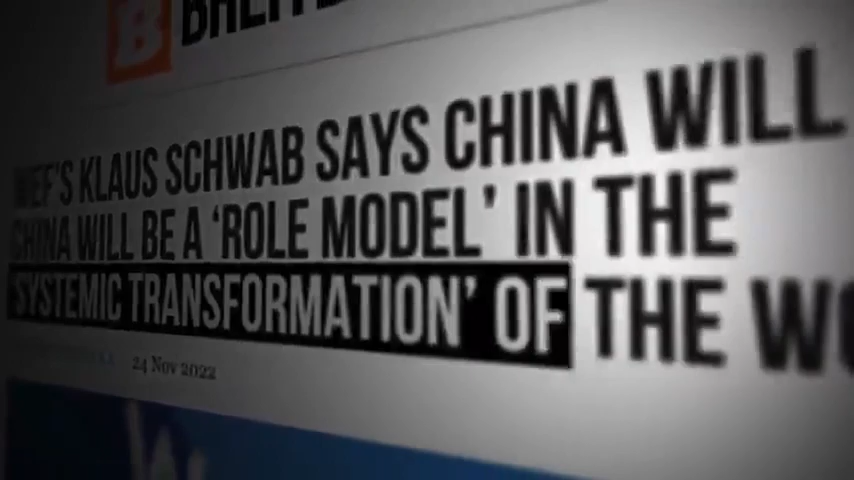 B
WEF'S KLAUS SCHWAB SAYS CHINA WILL
CHINA WILL BE A 'ROLE MODEL' IN THE
'SYSTEMIC TRANSFORMATION' OF THE
24 Nov 2022